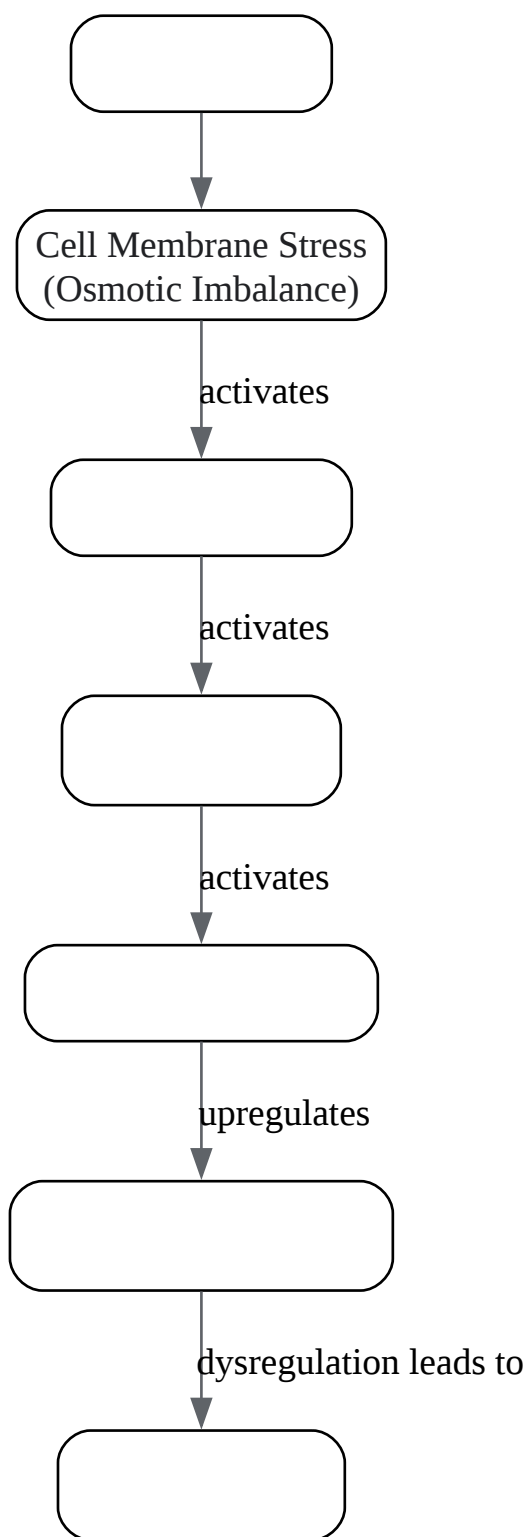 Cell Membrane Stress
(Osmotic Imbalance)
activates
activates
activates
upregulates
dysregulation leads to